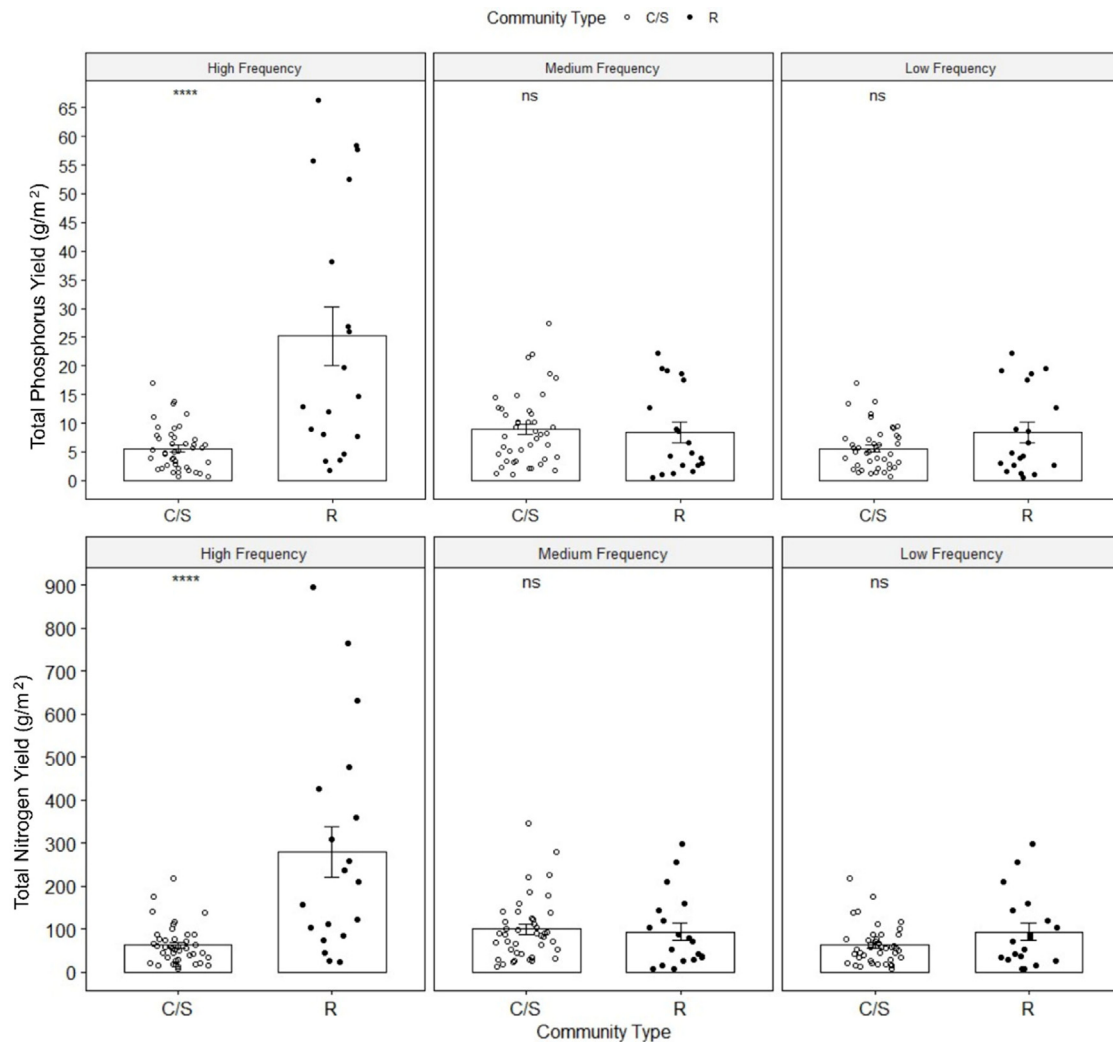 Community Type ○ C/S ● R
High Frequency Medium Frequency Low Frequency
**** ns ns
Total Phosphorus Yield (g/m²)
65
60
55
50
45
40
35
30
25
20
15
10
5
0
C/S R C/S R C/S R
High Frequency Medium Frequency Low Frequency
**** ns ns
Total Nitrogen Yield (g/m²)
900
800
700
600
500
400
300
200
100
0
C/S R C/S R C/S R
Community Type